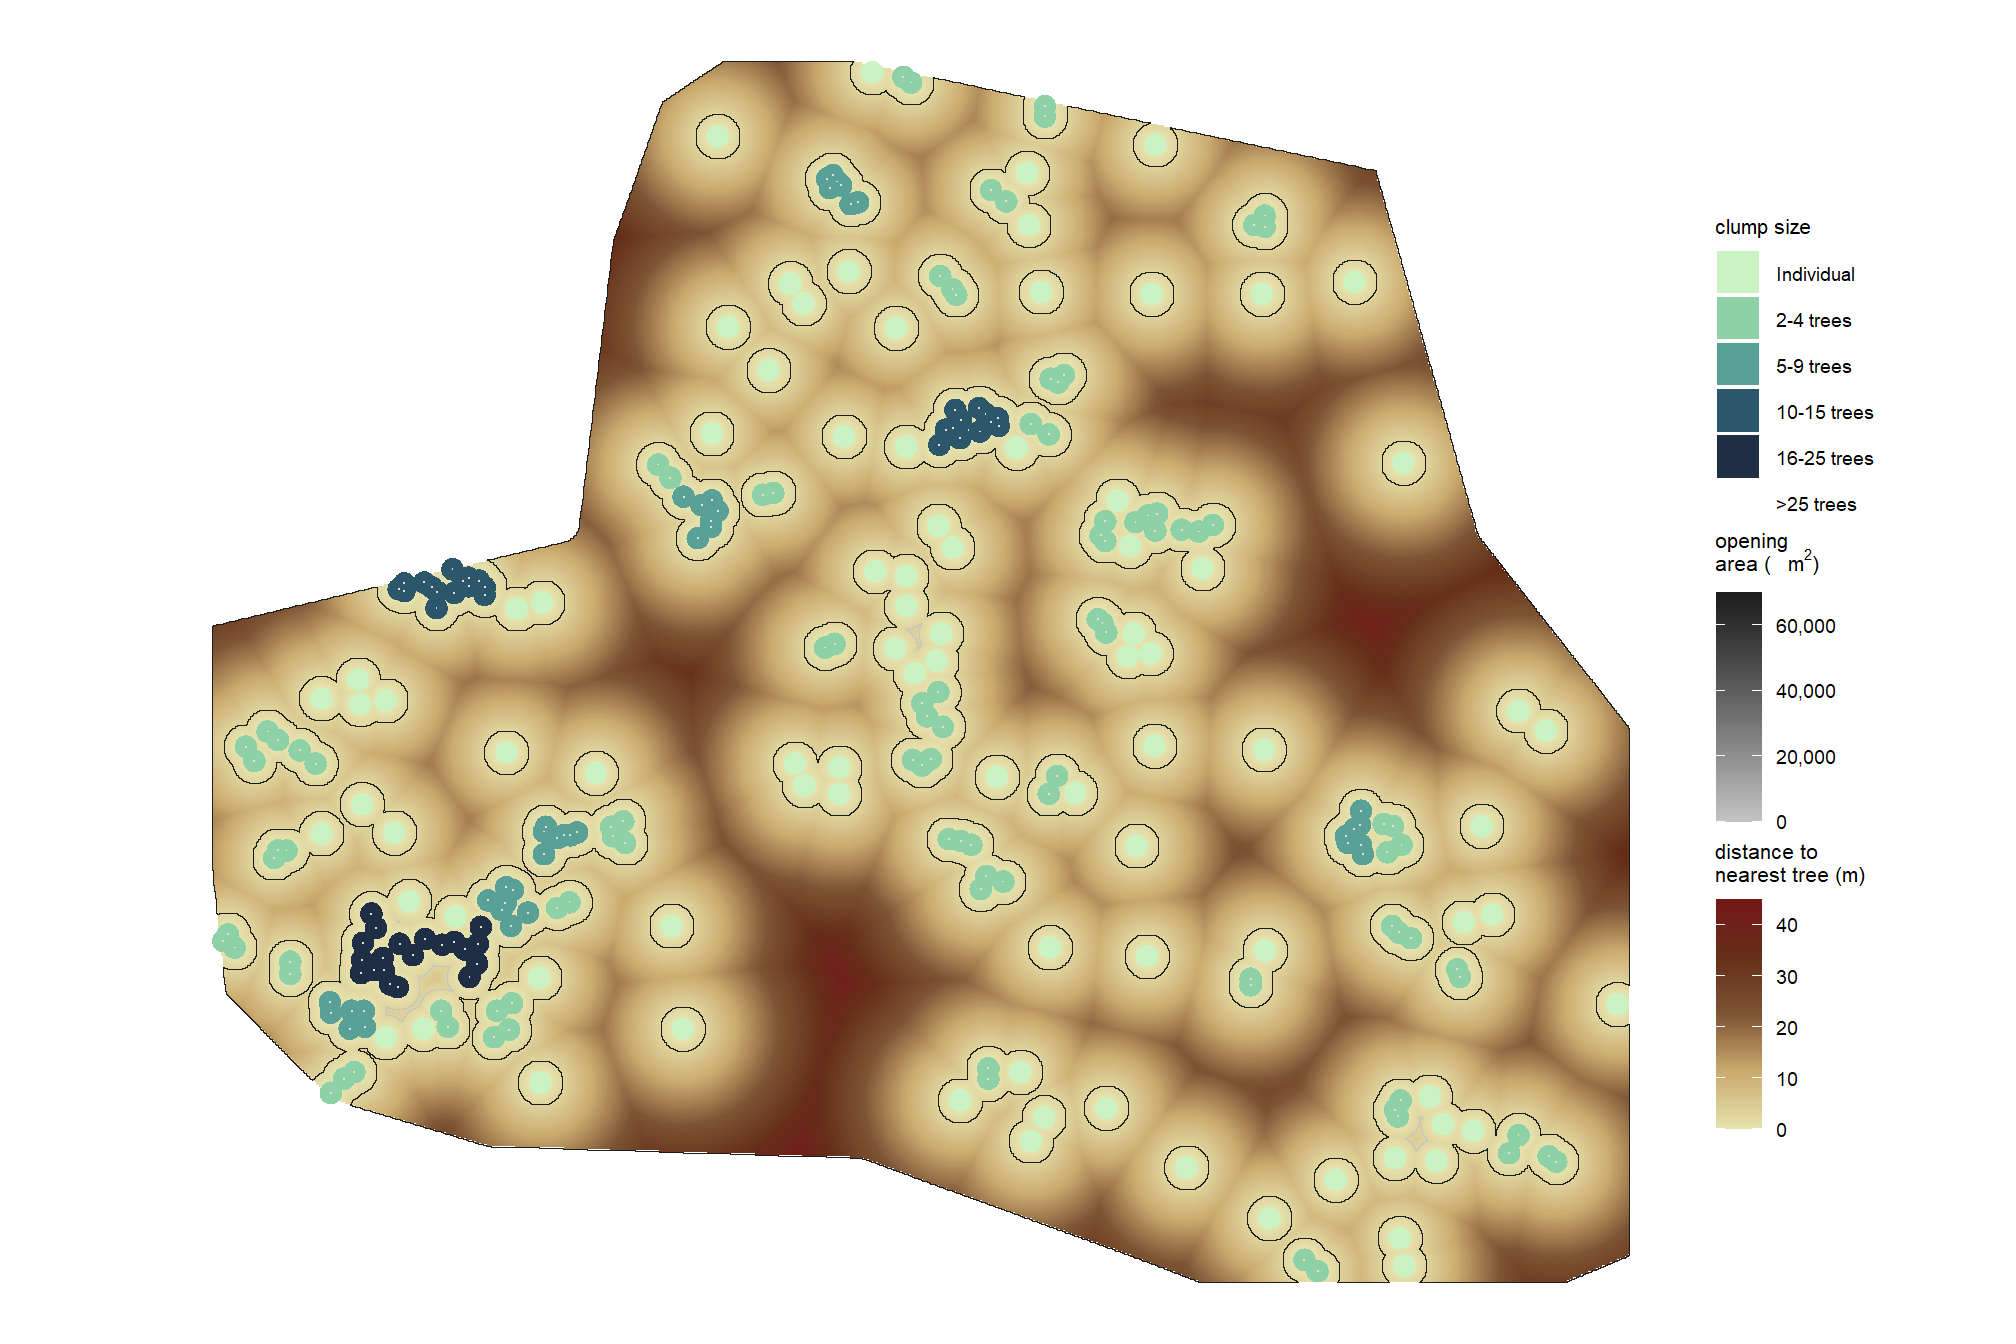 clump size
Individual
2-4 trees
5-9 trees
10-15 trees
16-25 trees
>25 trees
opening
area ( m²)
60,000
40,000
20,000
0
distance to
nearest tree (m)
40
30
20
10
0